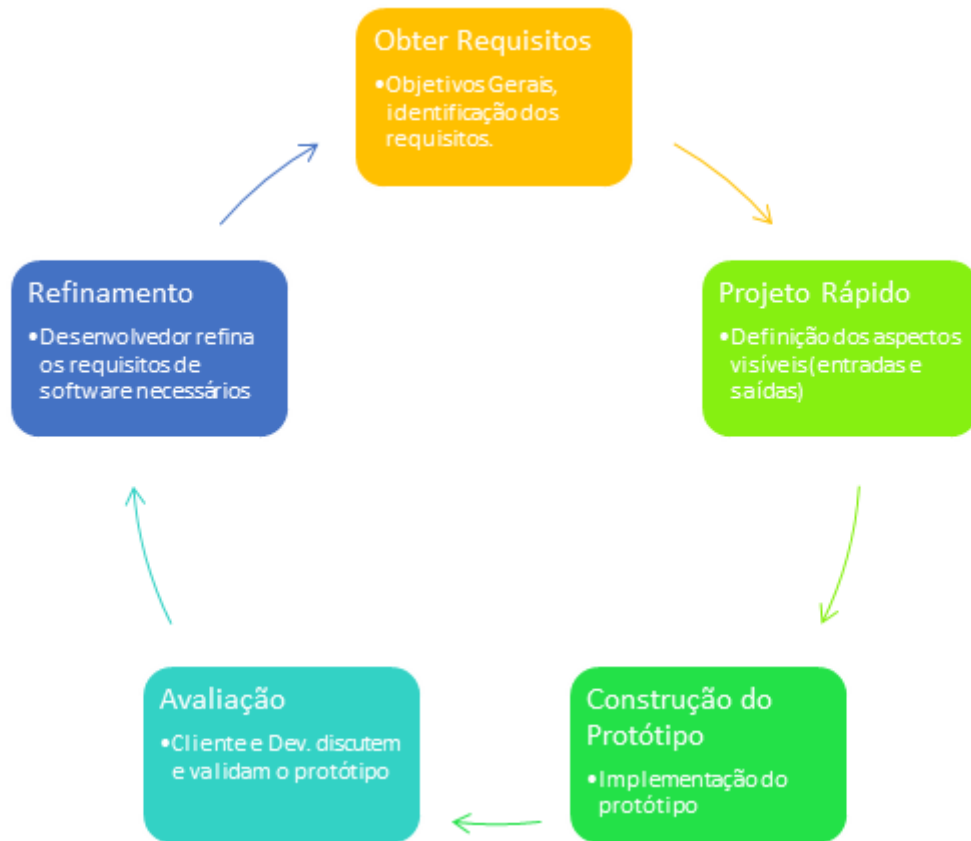 Obter Requisitos
•Objetivos Gerais,
identificação dos
requisitos.
Projeto Rápido
•Definição dos aspectos
visíveis (entradas e
saídas)
Construção do
Protótipo
•Implementação do
protótipo
Avaliação
•Cliente e Dev. discutem
e validam o protótipo
Refinamento
•Desenvolvedor refina
os requisitos de
software necessários